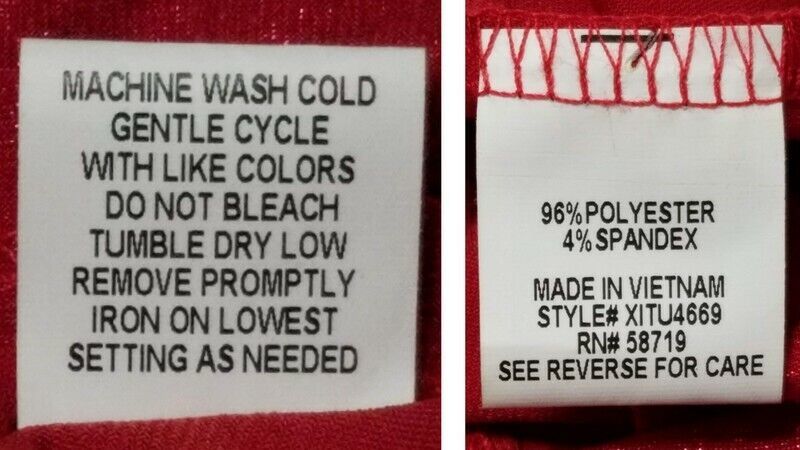 MACHINE WASH COLD
GENTLE CYCLE
WITH LIKE COLORS
DO NOT BLEACH
TUMBLE DRY LOW
REMOVE PROMPTLY
IRON ON LOWEST
SETTING AS NEEDED
96% POLYESTER
4% SPANDEX
MADE IN VIETNAM
STYLE# XITU4669
RN# 58719
SEE REVERSE FOR CARE